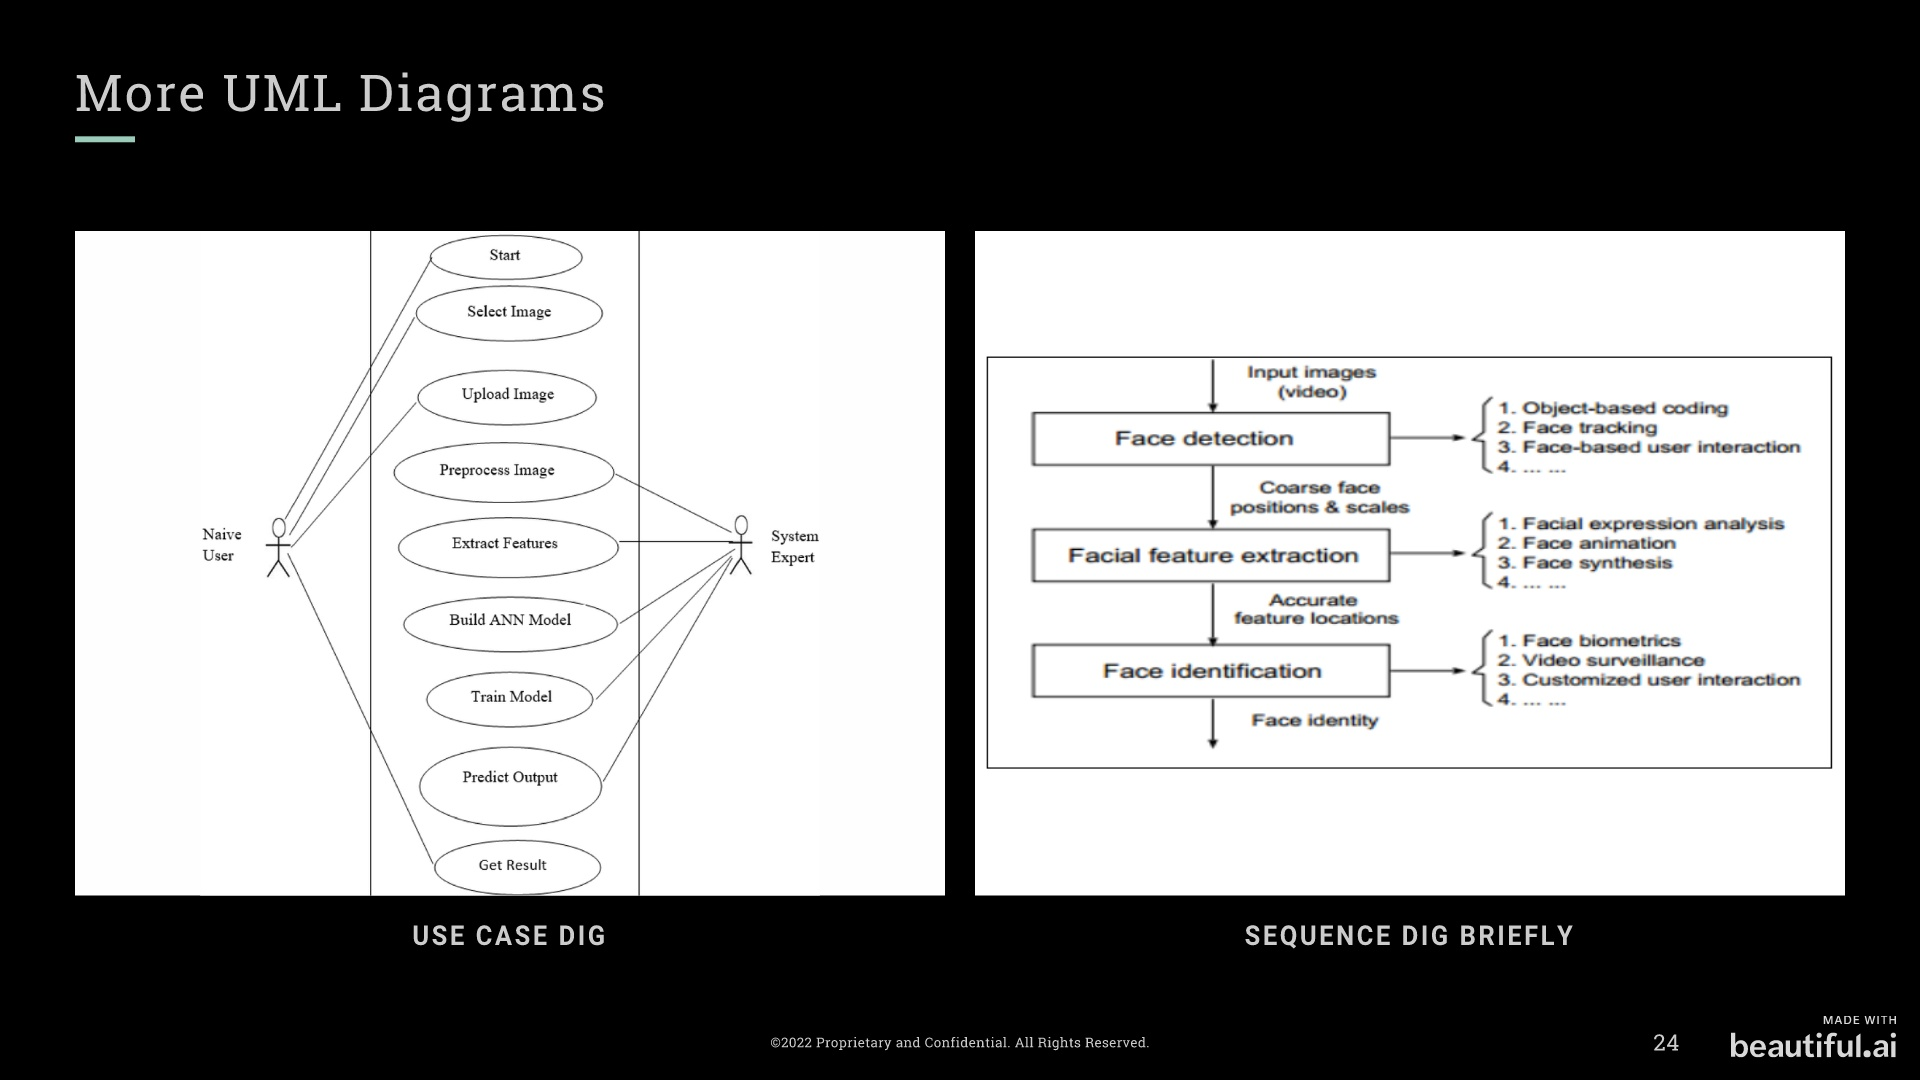 More UML Diagrams
Start
Select Image
Upload Image
Preprocess Image
Extract Features
Build ANN Model
Train Model
Predict Output
Get Result
Naive
User
System
Expert
USE CASE DIG
Input images
(video)
Face detection
1. Object-based coding
2. Face tracking
3. Face-based user interaction
4. ... ...
Coarse face
positions & scales
Facial feature extraction
1. Facial expression analysis
2. Face animation
3. Face synthesis
4. ... ...
Accurate
feature locations
Face identification
1. Face biometrics
2. Video surveillance
3. Customized user interaction
4. ... ...
Face identity
SEQUENCE DIG BRIEFLY
©2022 Proprietary and Confidential. All Rights Reserved.
24
MADE WITH
beautiful.ai